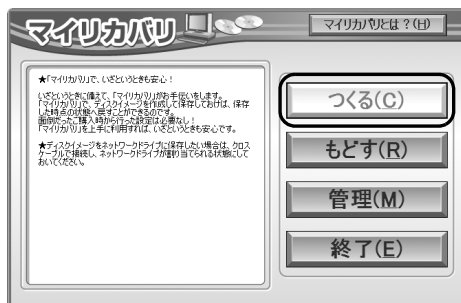 マイリカバリ
マイリカバリとは？(H)
★「マイリカバリ」で、いざというときも安心！
いざというときに備えて、「マイリカバリ」がお手伝いをします。
「マイリカバリ」で、ディスクイメージを作成して保存しておけば、保存
した時点の状態へ戻すことができるのです。
面倒だったご購入時から行った設定は必要なし！
「マイリカバリ」を上手に利用すれば、いざというときも安心です。
★ディスクイメージをネットワークドライブに保存したい場合は、クロス
ケーブルで接続し、ネットワークドライブが割り当てられる状態にして
おいてください。
つくる(C)
もどす(R)
管理(M)
終了(E)